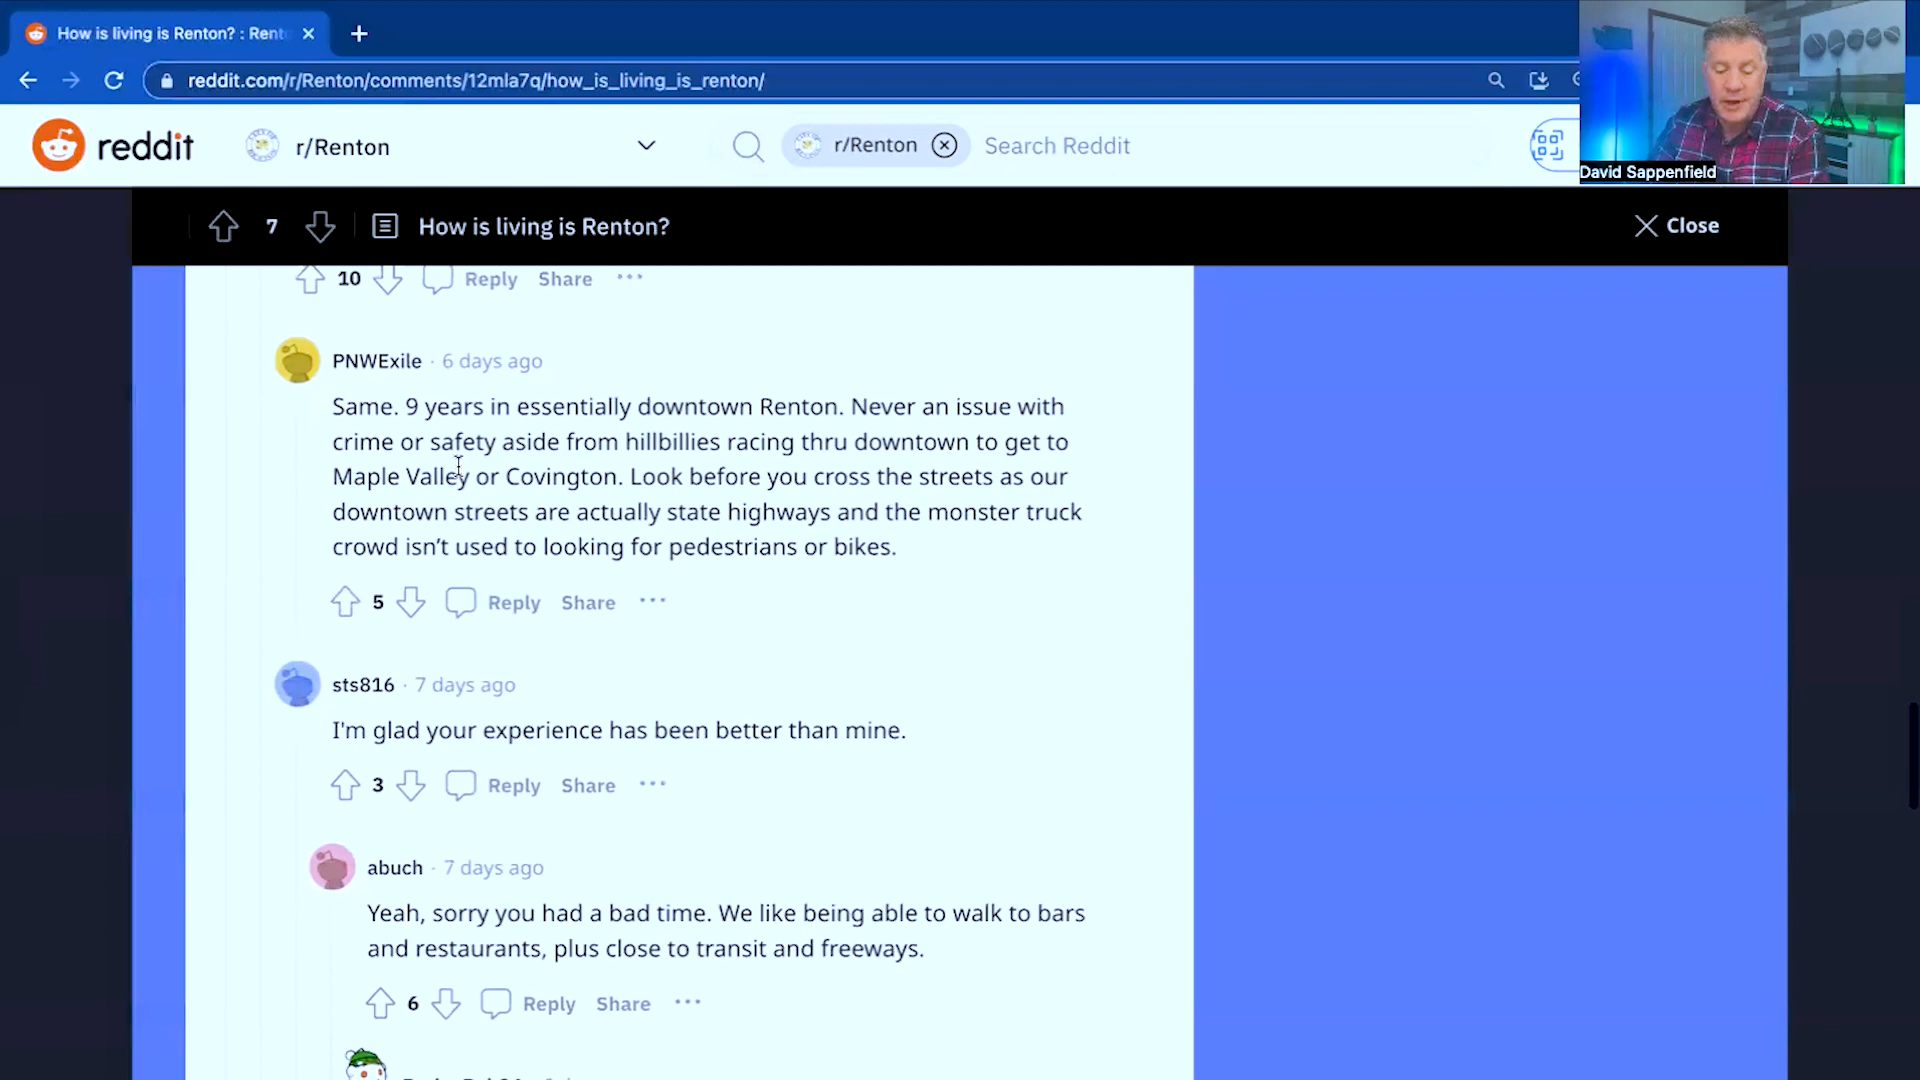 How is living is Renton? : Rent
reddit.com/r/Renton/comments/12mla7q/how_is_living_is_renton/
reddit r/Renton r/Renton Search Reddit
David Sappenfield
7 How is living is Renton? Close
10 Reply Share
PNWExile · 6 days ago
Same. 9 years in essentially downtown Renton. Never an issue with
crime or safety aside from hillbillies racing thru downtown to get to
Maple Valley or Covington. Look before you cross the streets as our
downtown streets are actually state highways and the monster truck
crowd isn’t used to looking for pedestrians or bikes.
5 Reply Share
sts816 · 7 days ago
I'm glad your experience has been better than mine.
3 Reply Share
abuch · 7 days ago
Yeah, sorry you had a bad time. We like being able to walk to bars
and restaurants, plus close to transit and freeways.
6 Reply Share